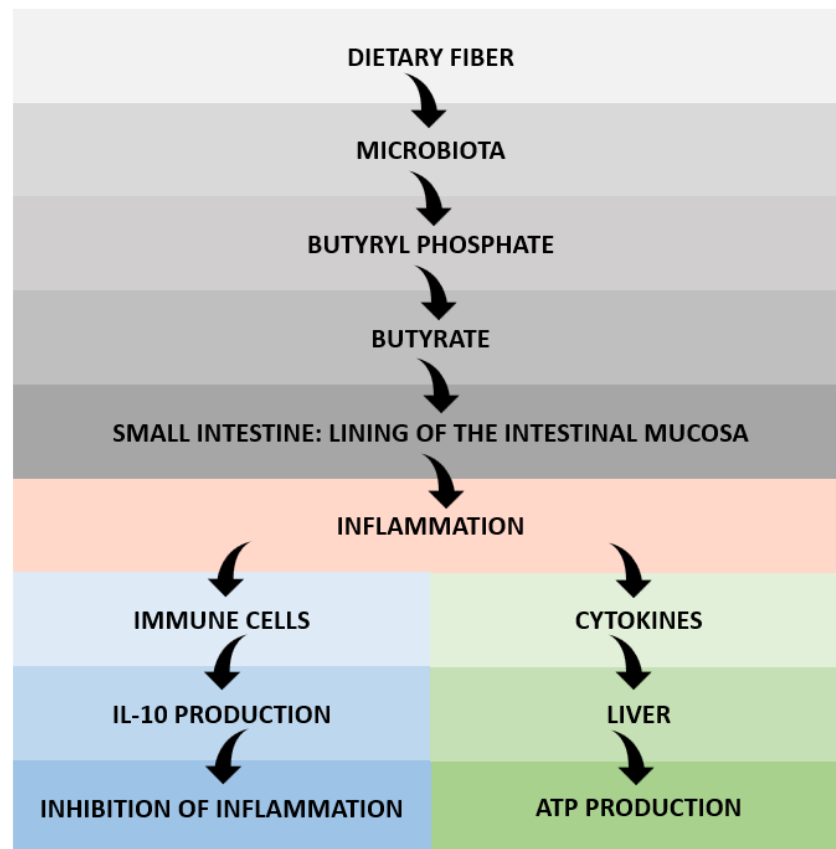 DIETARY FIBER
MICROBIOTA
BUTYRYL PHOSPHATE
BUTYRATE
SMALL INTESTINE: LINING OF THE INTESTINAL MUCOSA
INFLAMMATION
IMMUNE CELLS
CYTOKINES
IL-10 PRODUCTION
LIVER
INHIBITION OF INFLAMMATION
ATP PRODUCTION